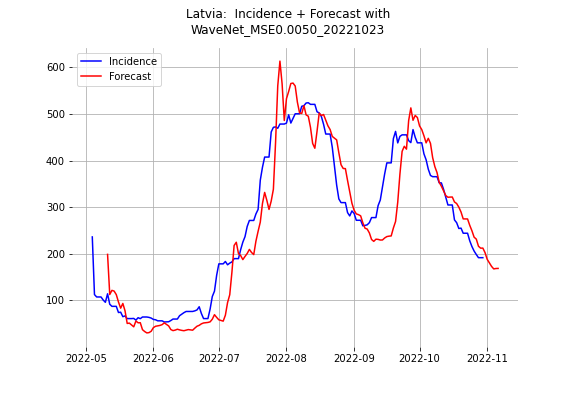 Latvia:  Incidence + Forecast with
WaveNet_MSE0.0050_20221023
Incidence
Forecast
600
500
400
300
200
100
2022-05 2022-06 2022-07 2022-08 2022-09 2022-10 2022-11